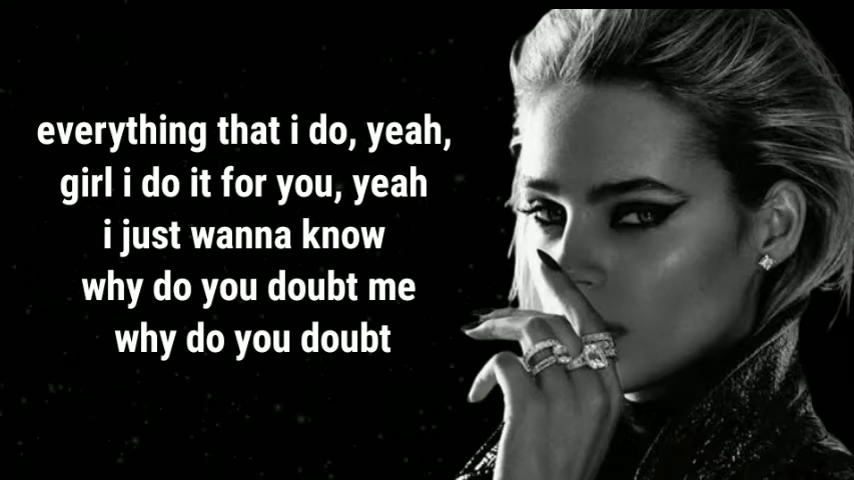 everything that i do, yeah,
girl i do it for you, yeah
i just wanna know
why do you doubt me
why do you doubt